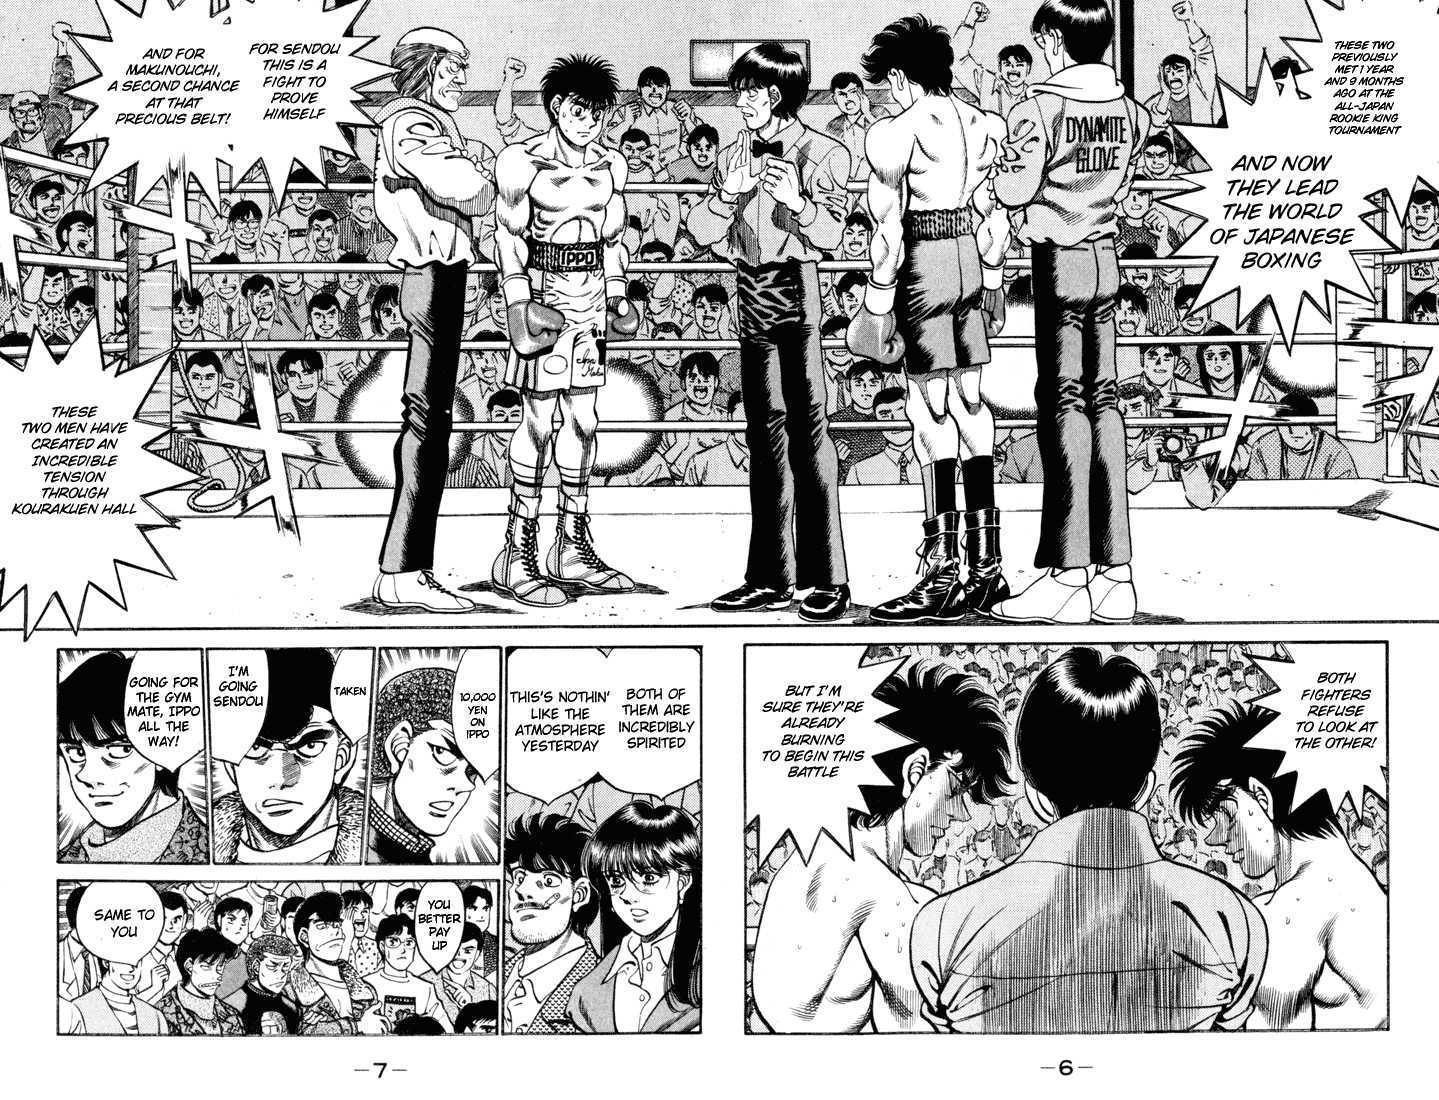 THESE TWO
PREVIOUSLY
MET 1 YEAR
AND 9 MONTHS
AGO AT THE
ALL-JAPAN
ROOKIE KING
TOURNAMENT
AND NOW
THEY LEAD
THE WORLD
OF JAPANESE
BOXING
DYNAMITE
GLOVE
FOR SENDOU
THIS IS A
FIGHT TO
PROVE
HIMSELF
AND FOR
MAKUNOUCHI,
A SECOND CHANCE
AT THAT
PRECIOUS BELT!
IPPO
THESE
TWO MEN HAVE
CREATED AN
INCREDIBLE
TENSION
THROUGH
KOURAKUEN HALL
BOTH
FIGHTERS
REFUSE
TO LOOK AT
THE OTHER!
BUT I'M
SURE THEY'RE
ALREADY
BURNING
TO BEGIN THIS
BATTLE
BOTH OF
THEM ARE
INCREDIBLY
SPIRITED
THIS'S NOTHIN'
LIKE THE
ATMOSPHERE
YESTERDAY
10,000
YEN
ON
IPPO
TAKEN
I'M
GOING
SENDOU
GOING FOR
THE GYM
MATE, IPPO
ALL THE
WAY!
YOU
BETTER
PAY
UP
SAME TO
YOU
-6-
-7-